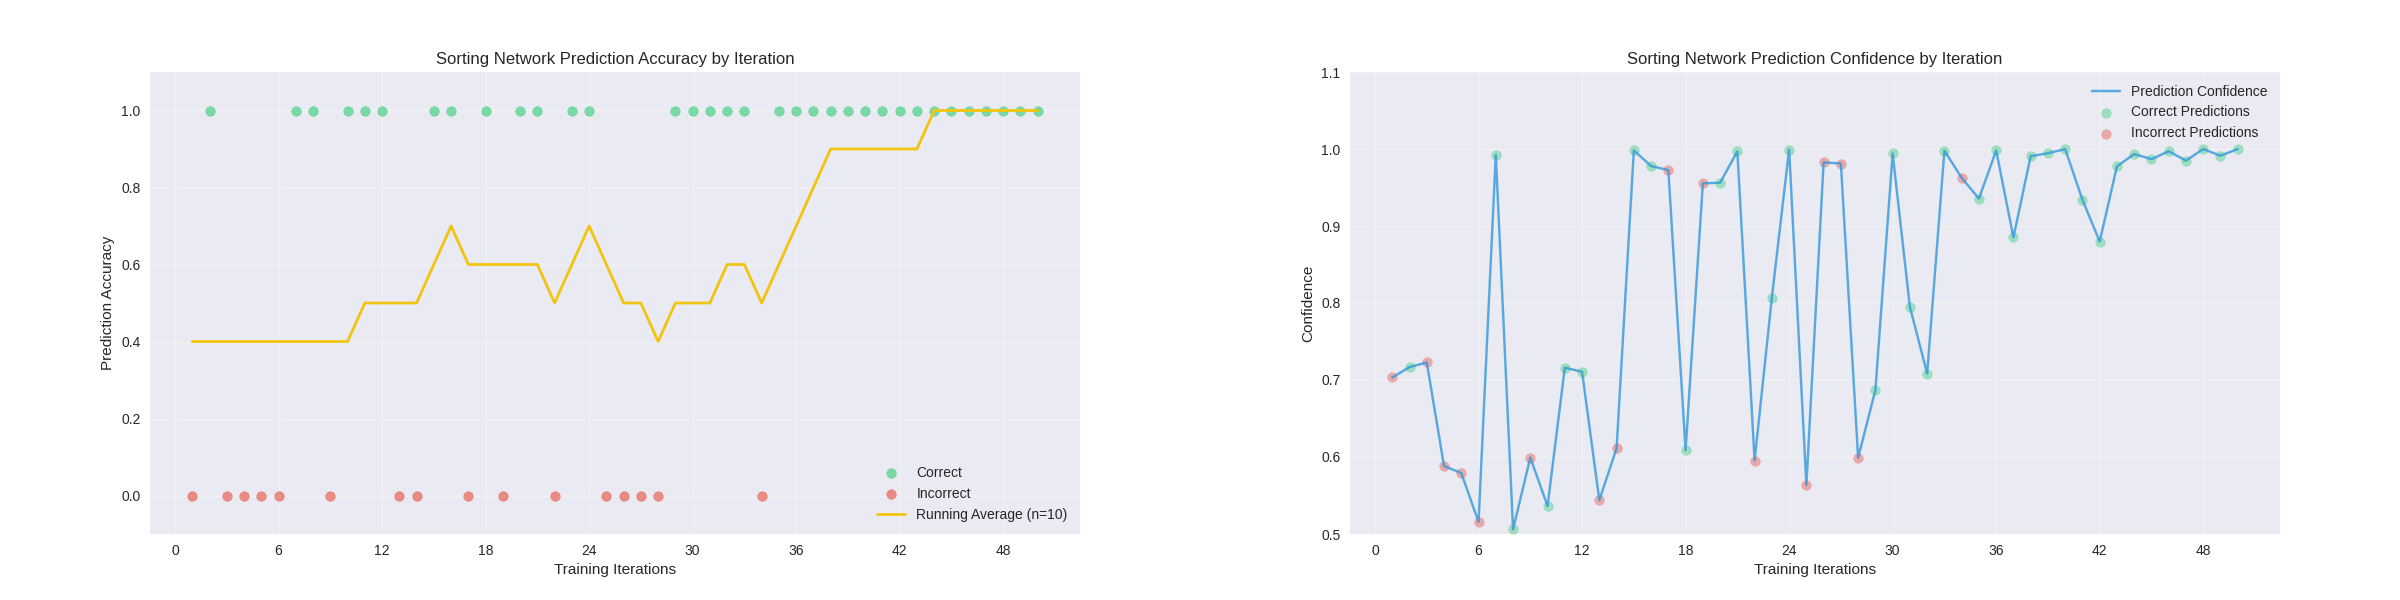 Sorting Network Prediction Accuracy by Iteration
Prediction Accuracy
1.0
0.8
0.6
0.4
0.2
0.0
Correct
Incorrect
Running Average (n=10)
0 6 12 18 24 30 36 42 48
Training Iterations
Sorting Network Prediction Confidence by Iteration
Confidence
1.1
1.0
0.9
0.8
0.7
0.6
0.5
Prediction Confidence
Correct Predictions
Incorrect Predictions
0 6 12 18 24 30 36 42 48
Training Iterations